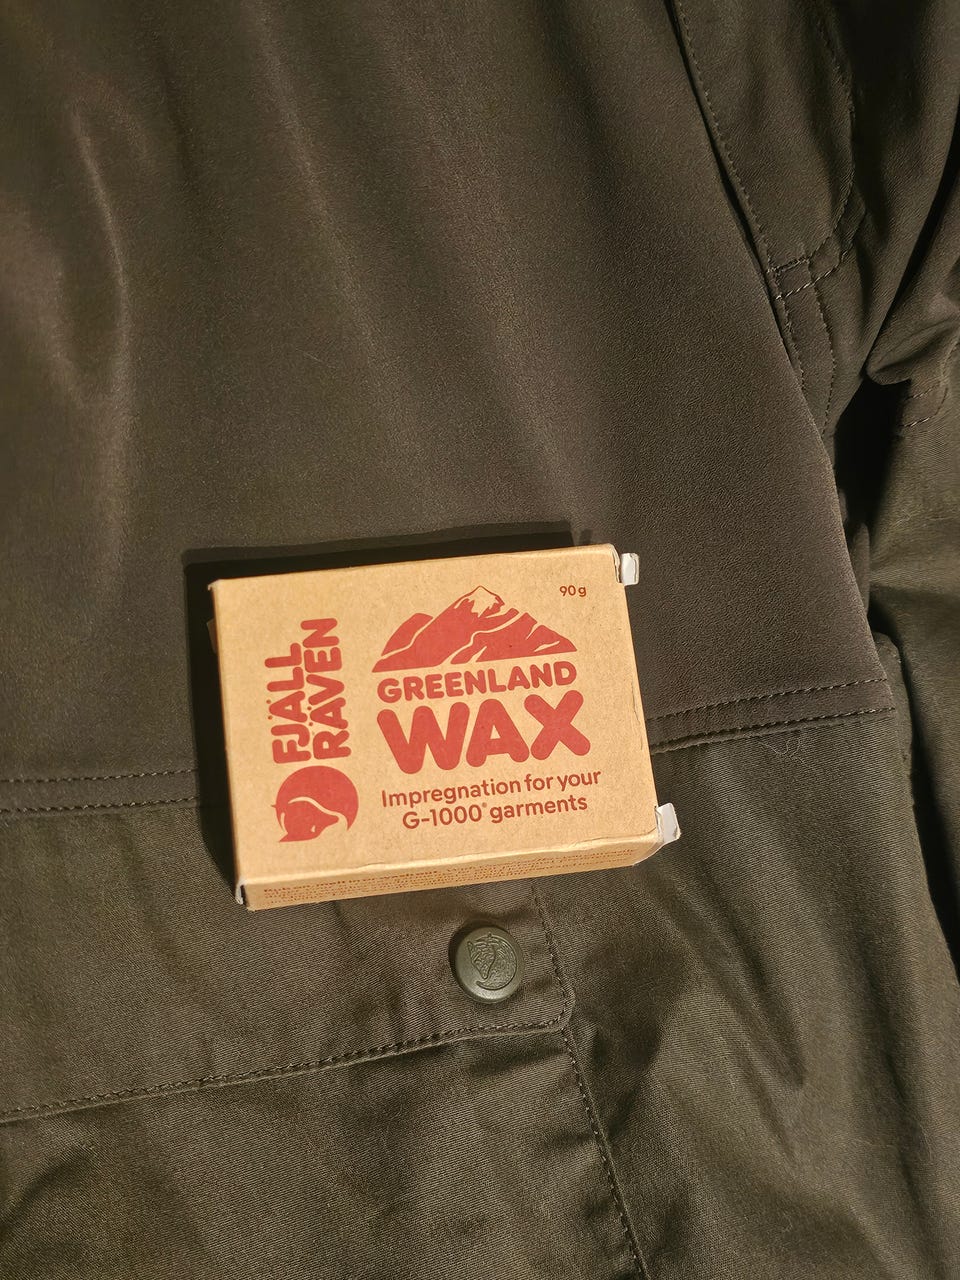 90g
FJÄLL
RÄVEN
GREENLAND
WAX
Impregnation for your
G-1000® garments